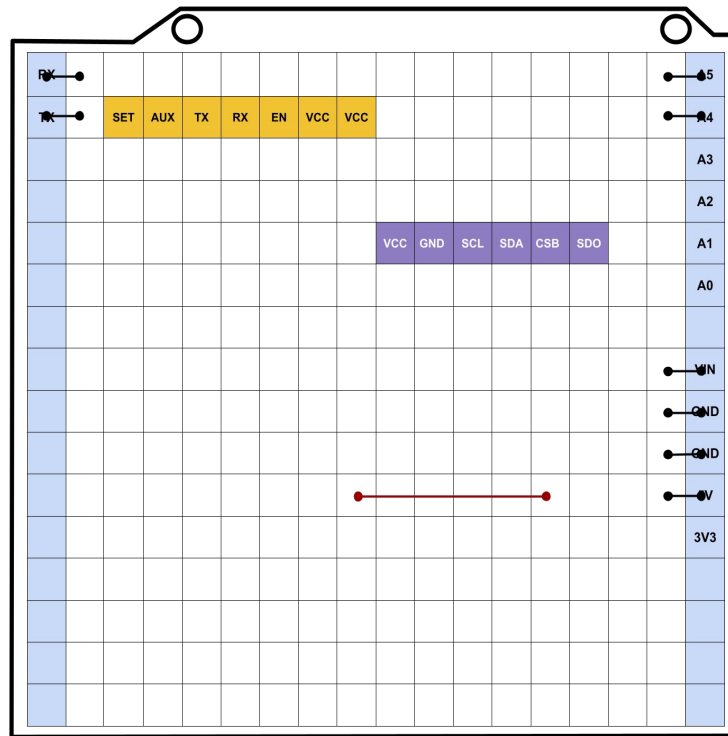 RX A5
TX SET AUX TX RX EN VCC VCC A4
A3
A2
VCC GND SCL SDA CSB SDO A1
A0
VIN
GND
GND
3V3